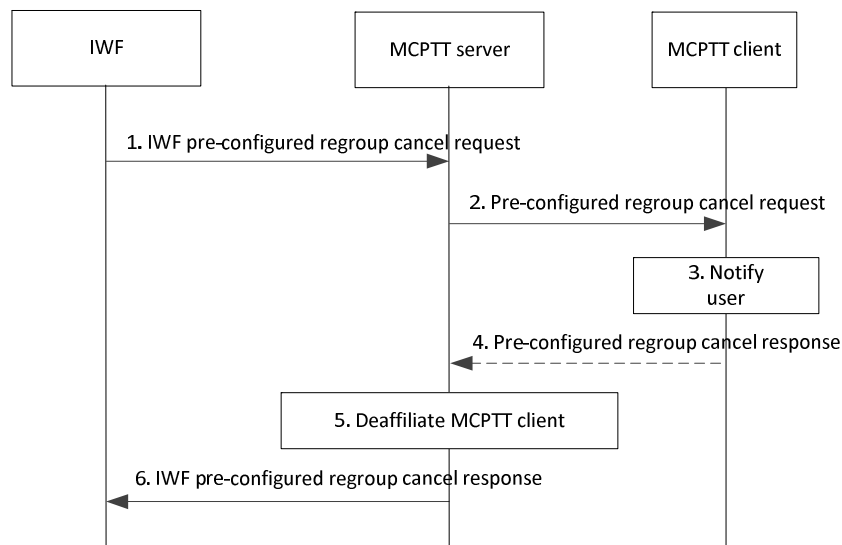 IWF
MCPTT server
MCPTT client
1. IWF pre-configured regroup cancel request
2. Pre-configured regroup cancel request
3. Notify
user
4. Pre-configured regroup cancel response
5. Deaffiliate MCPTT client
6. IWF pre-configured regroup cancel response